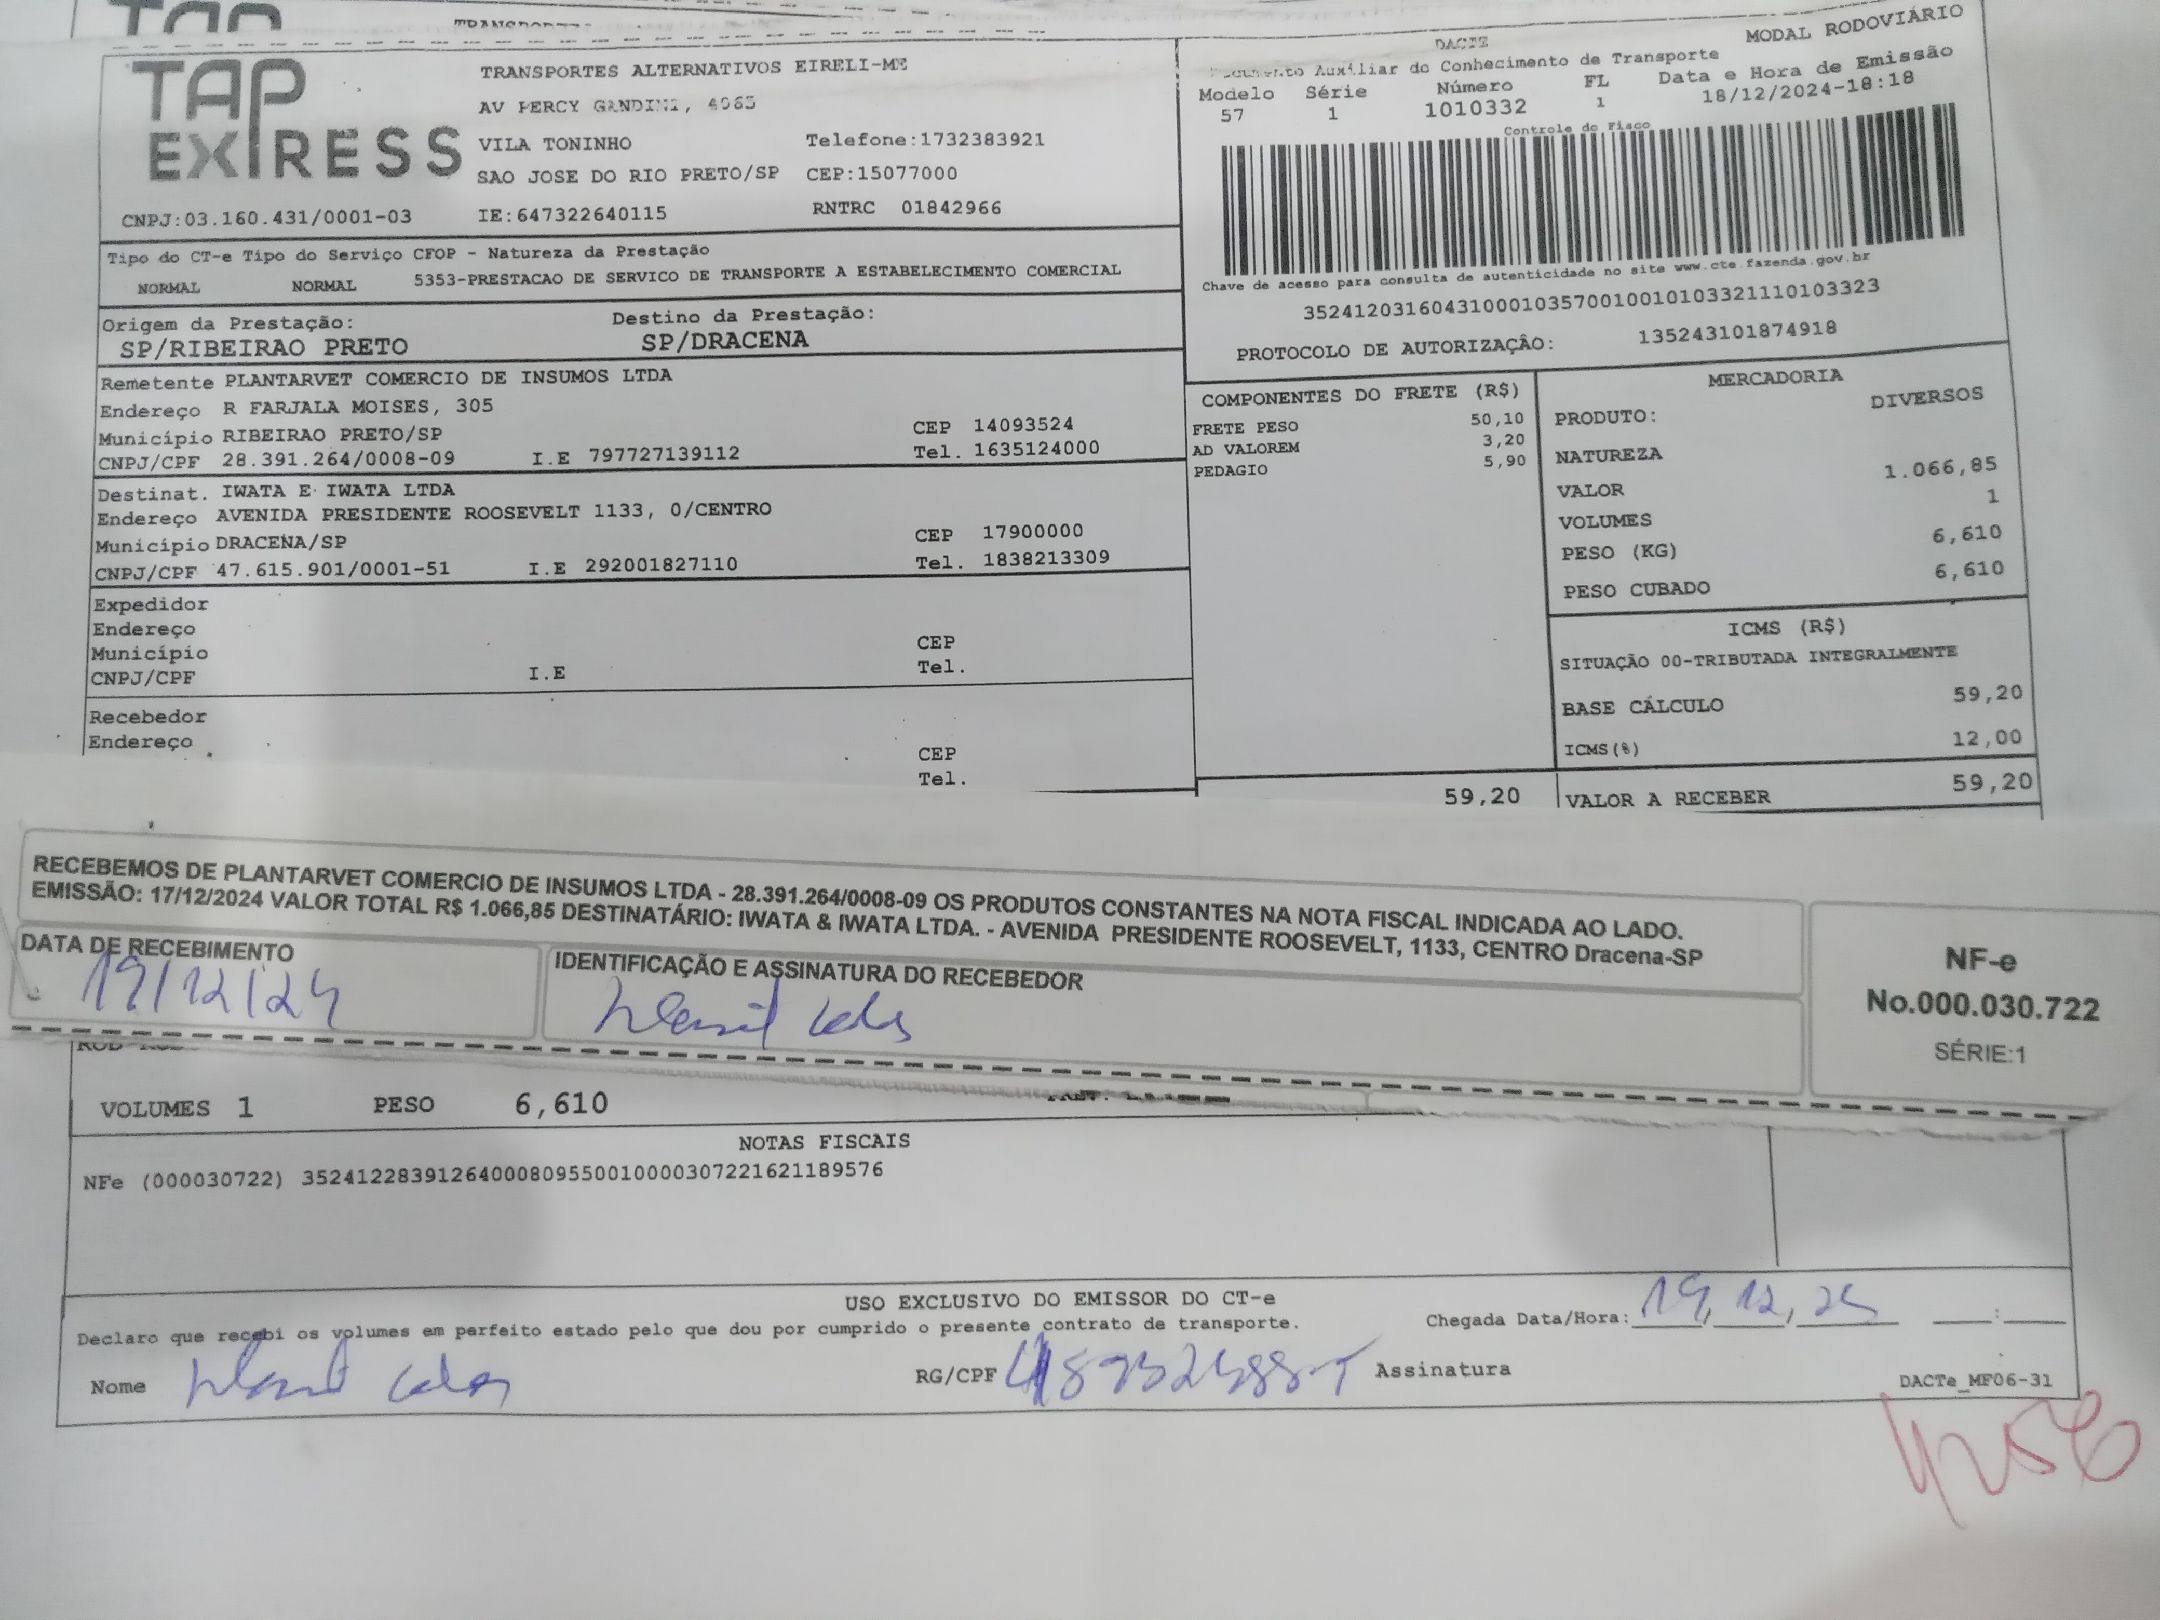 TAP EXPRESS
TRANSPORTES ALTERNATIVOS EIRELI-ME
AV PERCY GANDINI,
VILA TONINHO Telefone:1732383921
SAO JOSE DO RIO PRETO/SP CEP:15077000
CNPJ:03.160.431/0001-03 IE:647322640115 RNTRC 01842966
DACTE MODAL RODOVIÁRIO
Auxiliar do Conhecimento de Transporte
Modelo Série Número FL Data e Hora de Emissão
57 1 1010332 1 18/12/2024-18:18
Controle do Fisco
Chave de acesso para consulta de autenticidade no site www.cte.fazenda.gov.br
35241203160431000103570010010103321110103323
PROTOCOLO DE AUTORIZAÇÃO: 135243101874918
Tipo do CT-e Tipo do Serviço CFOP - Natureza da Prestação
NORMAL NORMAL 5353-PRESTACAO DE SERVICO DE TRANSPORTE A ESTABELECIMENTO COMERCIAL
Origem da Prestação: Destino da Prestação:
SP/RIBEIRAO PRETO SP/DRACENA
Remetente PLANTARVET COMERCIO DE INSUMOS LTDA
Endereço R FARJALA MOISES, 305
Município RIBEIRAO PRETO/SP CEP 14093524
CNPJ/CPF 28.391.264/0008-09 I.E 797727139112 Tel. 1635124000
Destinat. IWATA E IWATA LTDA
Endereço AVENIDA PRESIDENTE ROOSEVELT 1133, 0/CENTRO
Município DRACENA/SP CEP 17900000
CNPJ/CPF 47.615.901/0001-51 I.E 292001827110 Tel. 1838213309
Expedidor
Endereço
Município CEP
CNPJ/CPF I.E Tel.
Recebedor
Endereço
CEP
Tel.
COMPONENTES DO FRETE (R$)
FRETE PESO 50,10
AD VALOREM 3,20
PEDAGIO 5,90
59,20
MERCADORIA
PRODUTO: DIVERSOS
NATUREZA
VALOR 1.066,85
VOLUMES 1
PESO (KG) 6,610
PESO CUBADO 6,610
ICMS (R$)
SITUAÇÃO 00-TRIBUTADA INTEGRALMENTE
BASE CÁLCULO 59,20
ICMS(%) 12,00
VALOR A RECEBER 59,20
RECEBEMOS DE PLANTARVET COMERCIO DE INSUMOS LTDA - 28.391.264/0008-09 OS PRODUTOS CONSTANTES NA NOTA FISCAL INDICADA AO LADO.
EMISSÃO: 17/12/2024 VALOR TOTAL R$ 1.066,85 DESTINATÁRIO: IWATA & IWATA LTDA. - AVENIDA PRESIDENTE ROOSEVELT, 1133, CENTRO Dracena-SP
DATA DE RECEBIMENTO
19/12/24
IDENTIFICAÇÃO E ASSINATURA DO RECEBEDOR
NF-e
No.000.030.722
SÉRIE:1
VOLUMES 1 PESO 6,610
NOTAS FISCAIS
NFe (000030722) 35241228391264000809550010000307221621189576
USO EXCLUSIVO DO EMISSOR DO CT-e
Declaro que recebi os volumes em perfeito estado pelo que dou por cumprido o presente contrato de transporte.
Chegada Data/Hora: 19, 12, 24 :
Nome RG/CPF Assinatura
DACTe_MF06-31